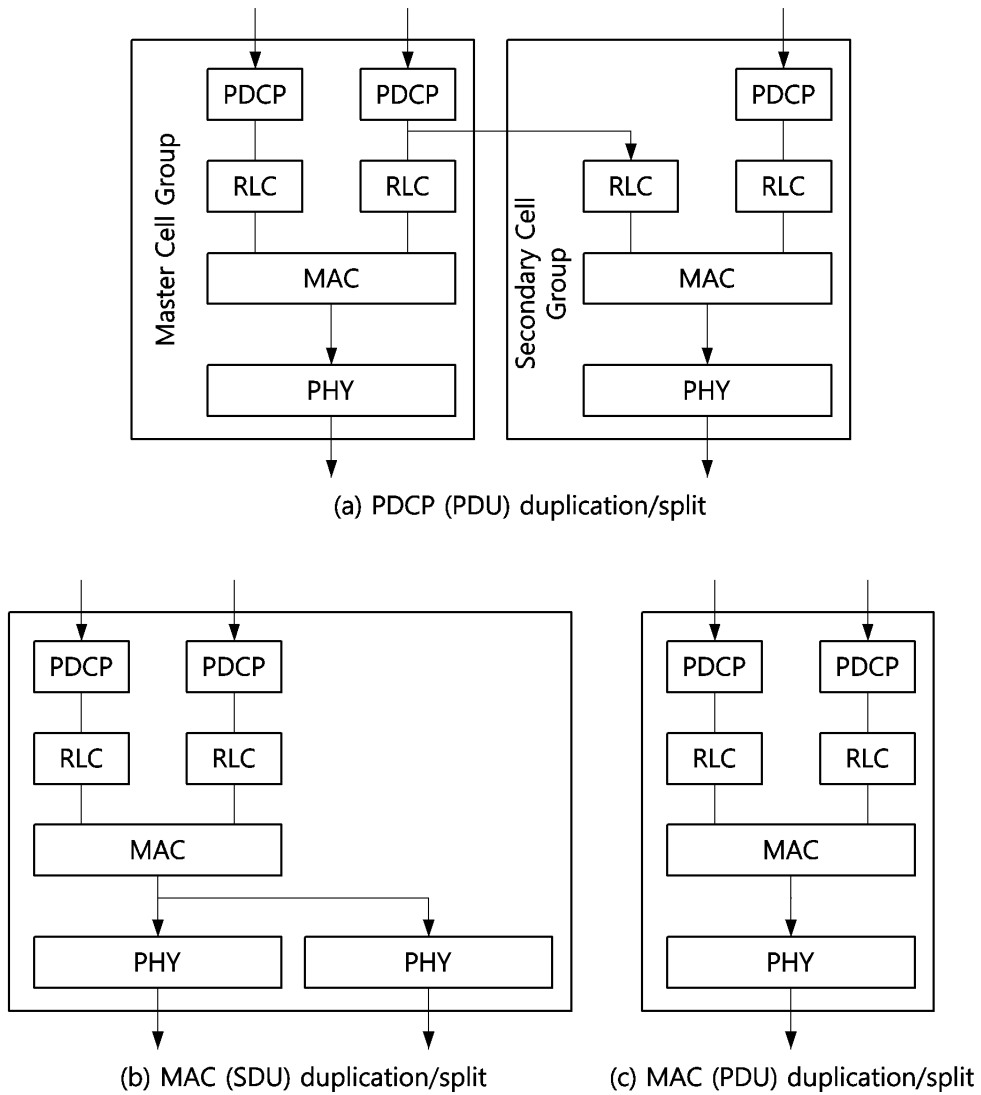 PDCP
PDCP
PDCP
RLC
RLC
RLC
RLC
Master Cell Group
Secondary Cell
Group
MAC
MAC
PHY
PHY
(a) PDCP (PDU) duplication/split
PDCP
PDCP
PDCP
PDCP
RLC
RLC
RLC
RLC
MAC
MAC
PHY
PHY
PHY
(b) MAC (SDU) duplication/split
(c) MAC (PDU) duplication/split